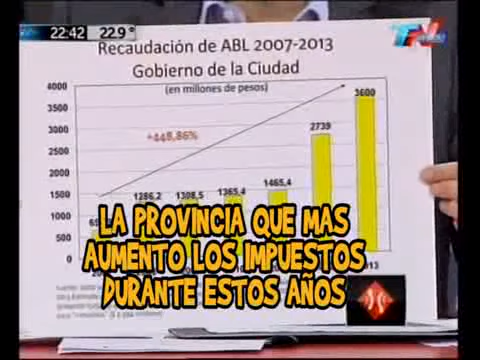 22:42 22.9°
TN
Recaudación de ABL 2007-2013
Gobierno de la Ciudad
(en millones de pesos)
4000
3500
3000
2500
2000
1500
1000
500
0
+448,86%
1286,2
1308,5
1365,4
1465,4
2739
3600
LA PROVINCIA QUE MAS
AUMENTO LOS IMPUESTOS
DURANTE ESTOS AÑOS